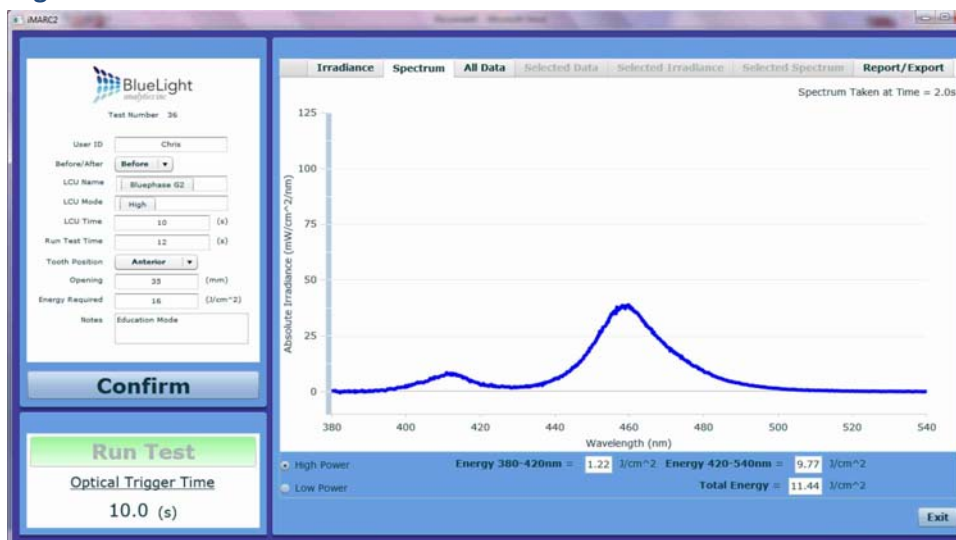 iMARC2
BlueLight
analytics inc
Test Number 36
User ID Chris
Before/After Before
LCU Name Bluephase G2
LCU Mode High
LCU Time 10 (s)
Run Test Time 12 (s)
Tooth Position Anterior
Opening 35 (mm)
Energy Required 16 (J/cm^2)
Notes Education Mode
Confirm
Run Test
Optical Trigger Time
10.0 (s)
Irradiance Spectrum All Data Selected Data Selected Irradiance Selected Spectrum Report/Export
Spectrum Taken at Time = 2.0s
Absolute Irradiance (mW/cm^2/nm)
125
100
75
50
25
0
380 400 420 440 460 480 500 520 540
Wavelength (nm)
High Power Energy 380-420nm = 1.22 J/cm^2 Energy 420-540nm = 9.77 J/cm^2
Low Power Total Energy = 11.44 J/cm^2
Exit